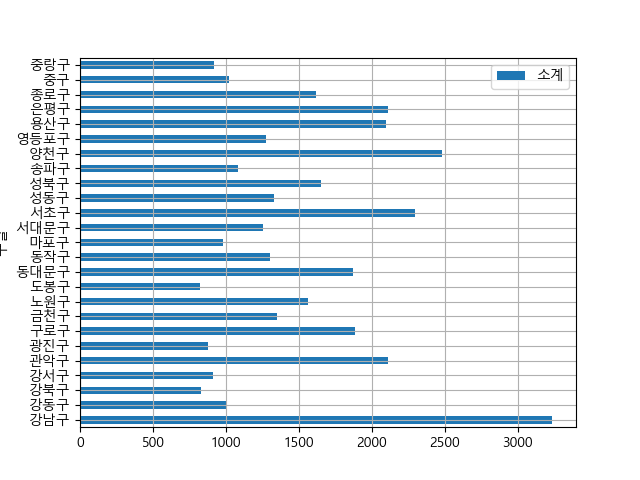 소계
중랑구
중구
종로구
은평구
용산구
영등포구
양천구
송파구
성북구
성동구
서초구
서대문구
마포구
동작구
동대문구
도봉구
노원구
금천구
구로구
광진구
관악구
강서구
강북구
강동구
강남구
0 500 1000 1500 2000 2500 3000